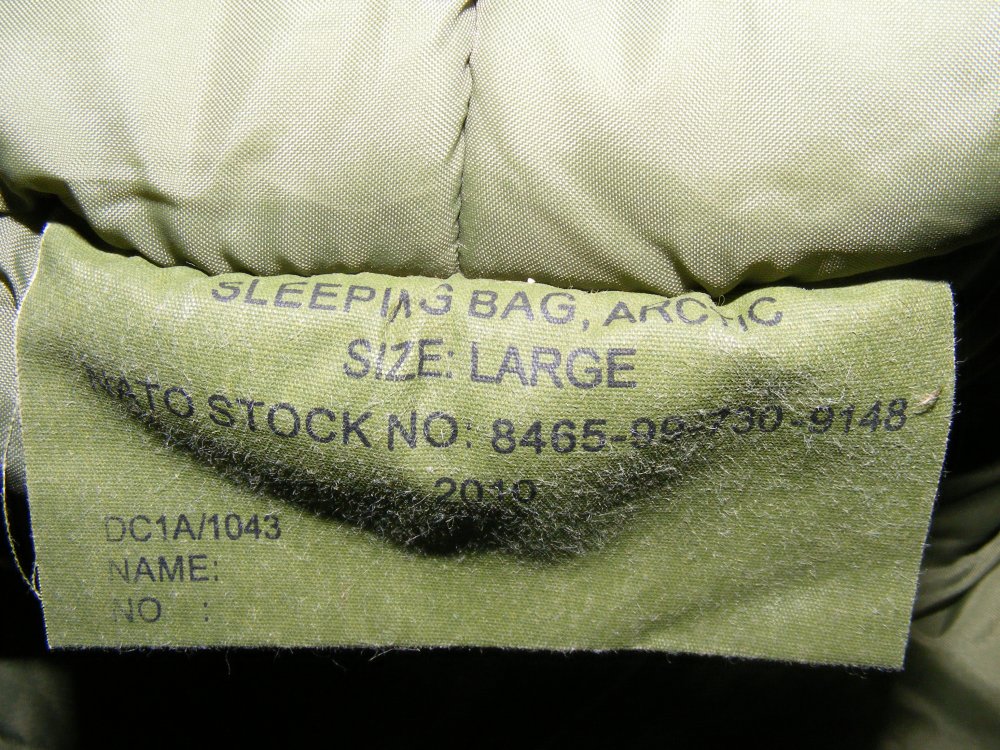 SLEEPING BAG, ARCTIC
SIZE: LARGE
NATO STOCK NO: 8465-99-730-9148
2010
DC1A/1043
NAME:
NO :